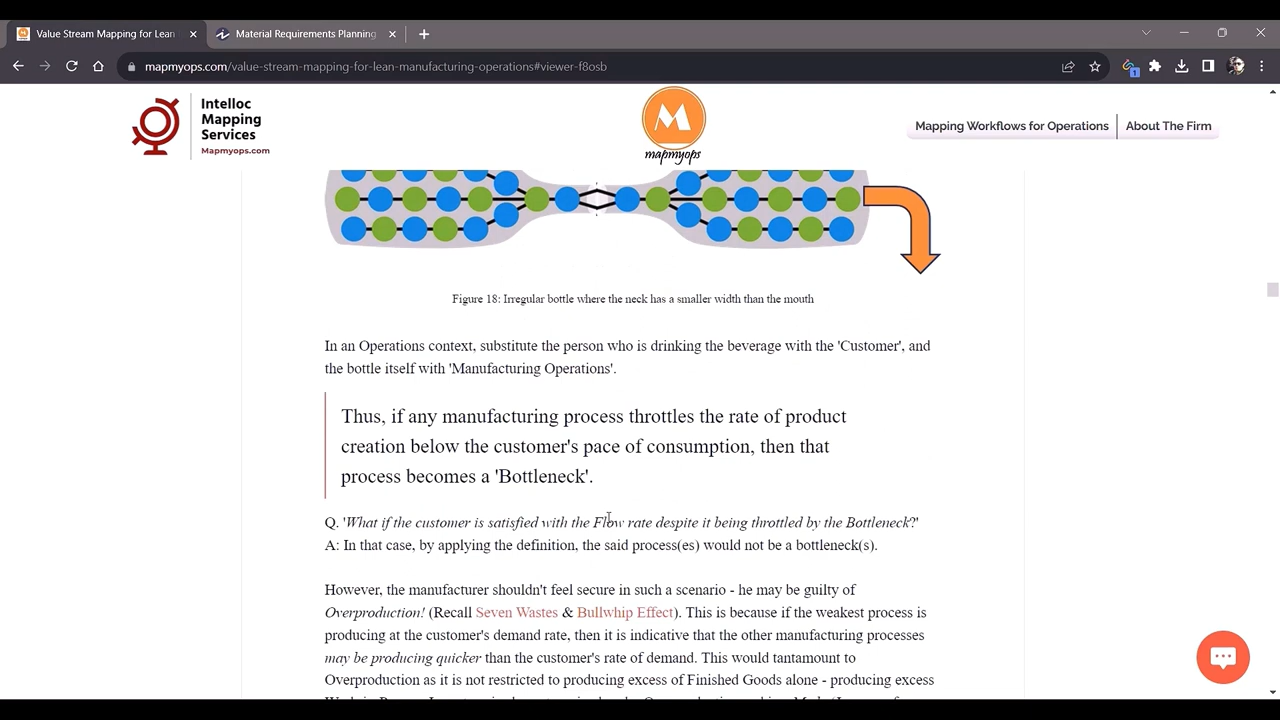 Value Stream Mapping for Lean
Material Requirements Planning
mapmyops.com/value-stream-mapping-for-lean-manufacturing-operations#viewer-f8osb
1
Intelloc
Mapping
Services
Mapmyops.com
M
mapmyops
Mapping Workflows for Operations
About The Firm
Figure 18: Irregular bottle where the neck has a smaller width than the mouth
In an Operations context, substitute the person who is drinking the beverage with the 'Customer', and
the bottle itself with 'Manufacturing Operations'.
Thus, if any manufacturing process throttles the rate of product
creation below the customer's pace of consumption, then that
process becomes a 'Bottleneck'.
Q. 'What if the customer is satisfied with the Flow rate despite it being throttled by the Bottleneck?'
A: In that case, by applying the definition, the said process(es) would not be a bottleneck(s).
However, the manufacturer shouldn't feel secure in such a scenario - he may be guilty of
Overproduction! (Recall Seven Wastes & Bullwhip Effect). This is because if the weakest process is
producing at the customer's demand rate, then it is indicative that the other manufacturing processes
may be producing quicker than the customer's rate of demand. This would tantamount to
Overproduction as it is not restricted to producing excess of Finished Goods alone - producing excess